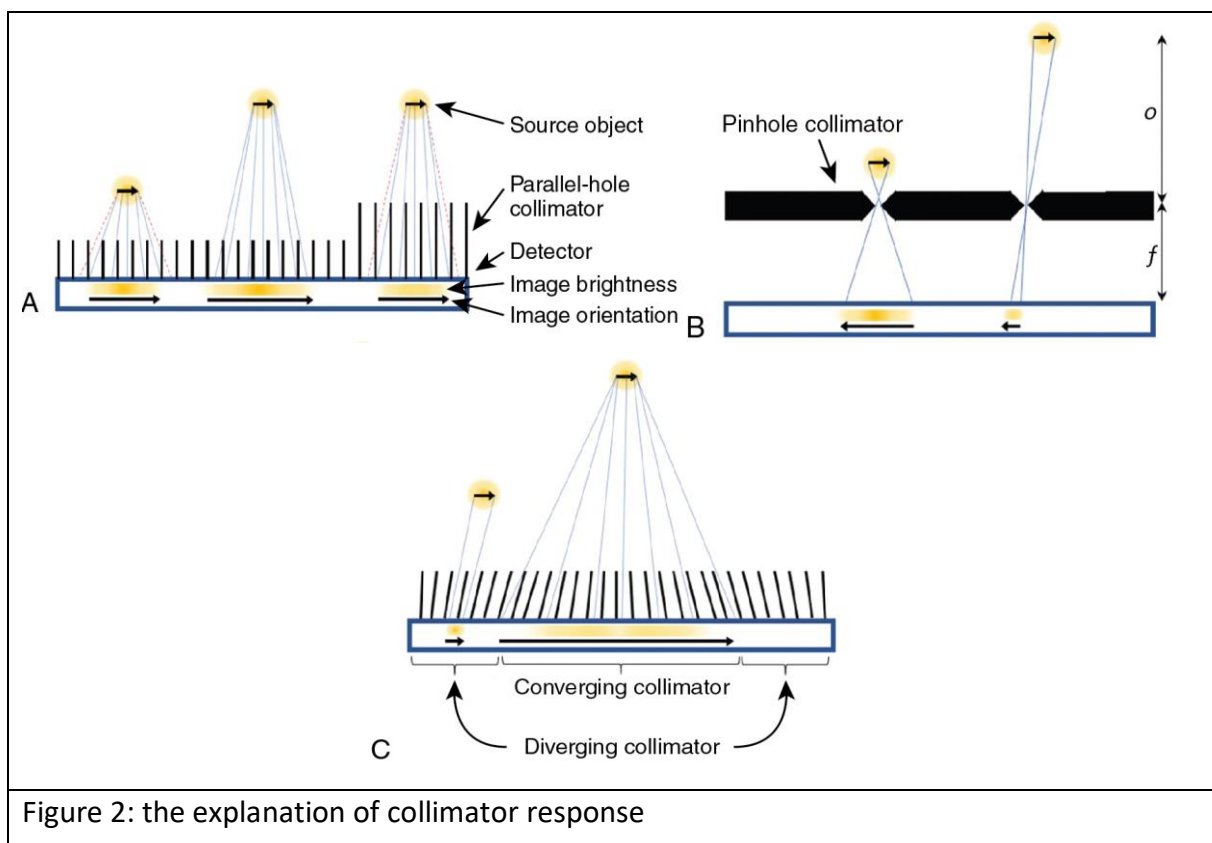 Source object
Parallel-hole
collimator
Detector
Image brightness
Image orientation
A
Pinhole collimator
o
f
B
Converging collimator
Diverging collimator
C
Figure 2: the explanation of collimator response